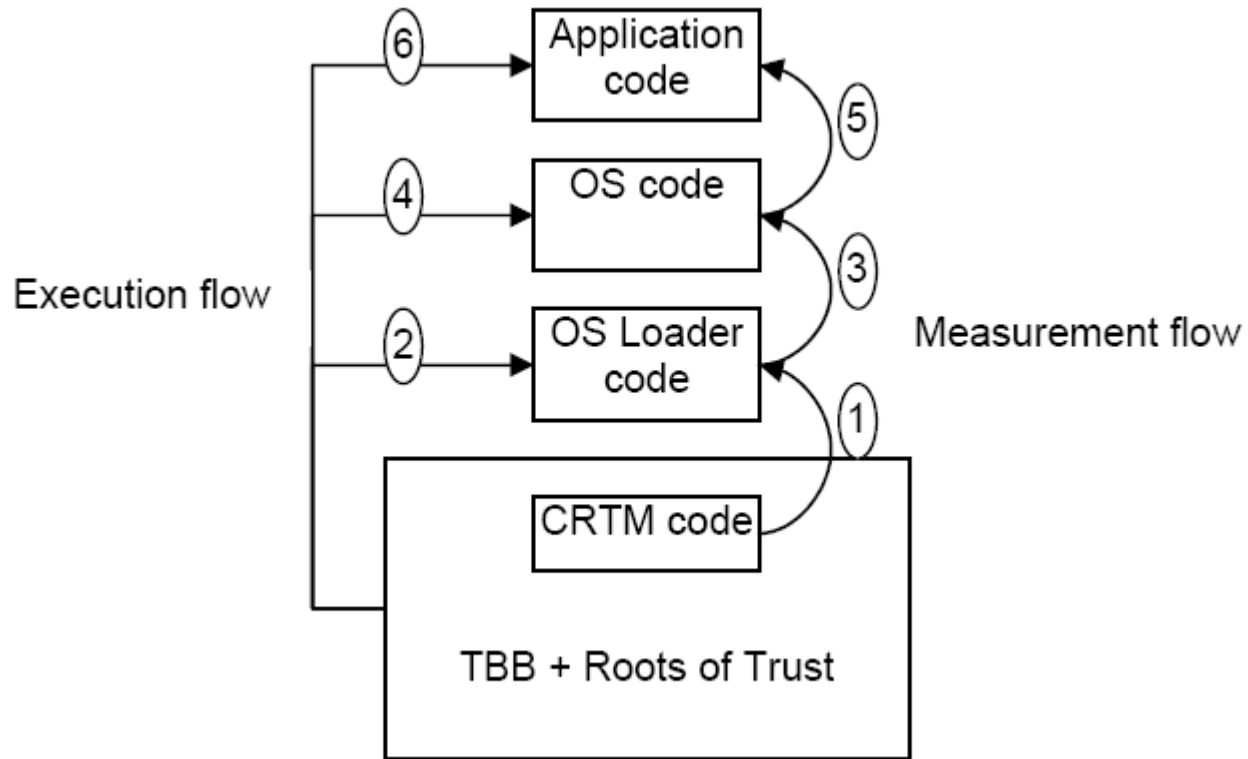 6
Application
code
5
4
OS code
3
Execution flow
2
OS Loader
code
Measurement flow
1
CRTM code
TBB + Roots of Trust